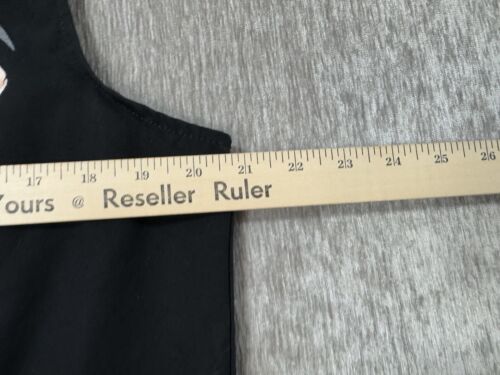 17 18 19 20 21 22 23 24 25 26
Yours @ Reseller Ruler